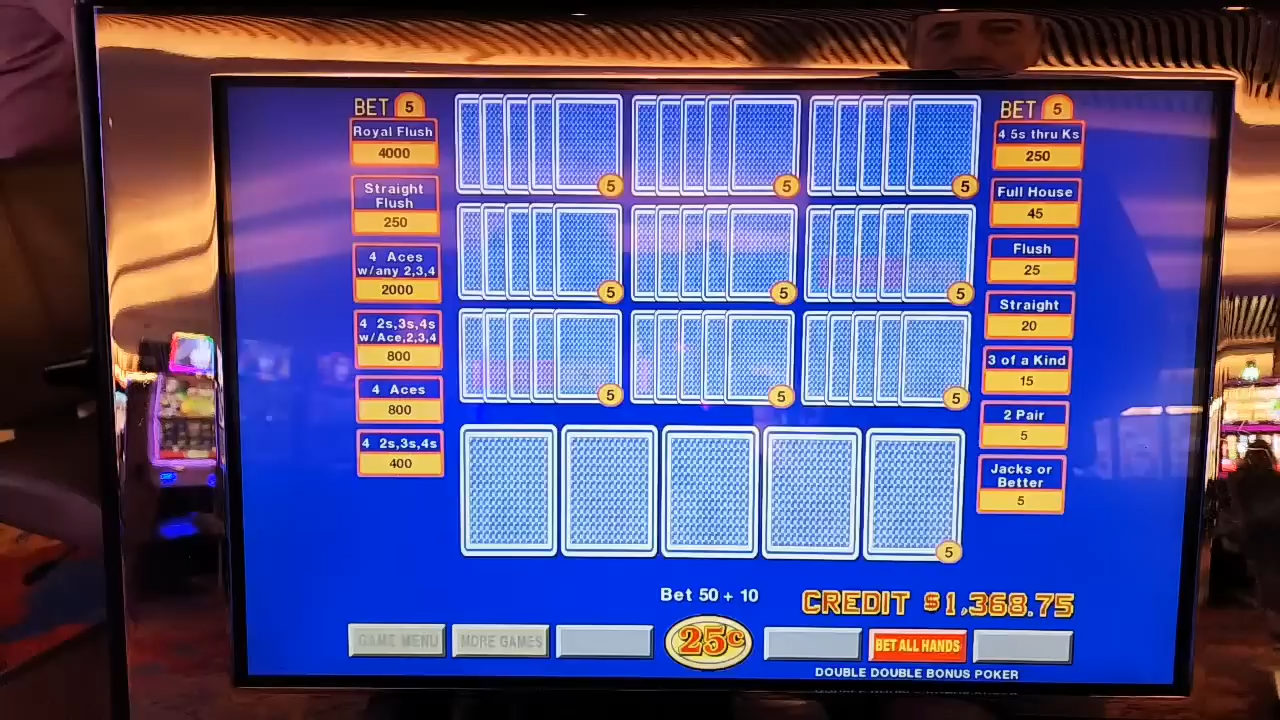 BET 5
Royal Flush
4000
Straight
Flush
250
4 Aces
w/any 2,3,4
2000
4 2s,3s,4s
w/Ace,2,3,4
800
4 Aces
800
4 2s,3s,4s
400
5 5 5
5 5 5
5 5 5
5
BET 5
4 5s thru Ks
250
Full House
45
Flush
25
Straight
20
3 of a Kind
15
2 Pair
5
Jacks or
Better
5
Bet 50 + 10
CREDIT $1,368.75
GAME MENU
MORE GAMES
25¢
BET ALL HANDS
DOUBLE DOUBLE BONUS POKER